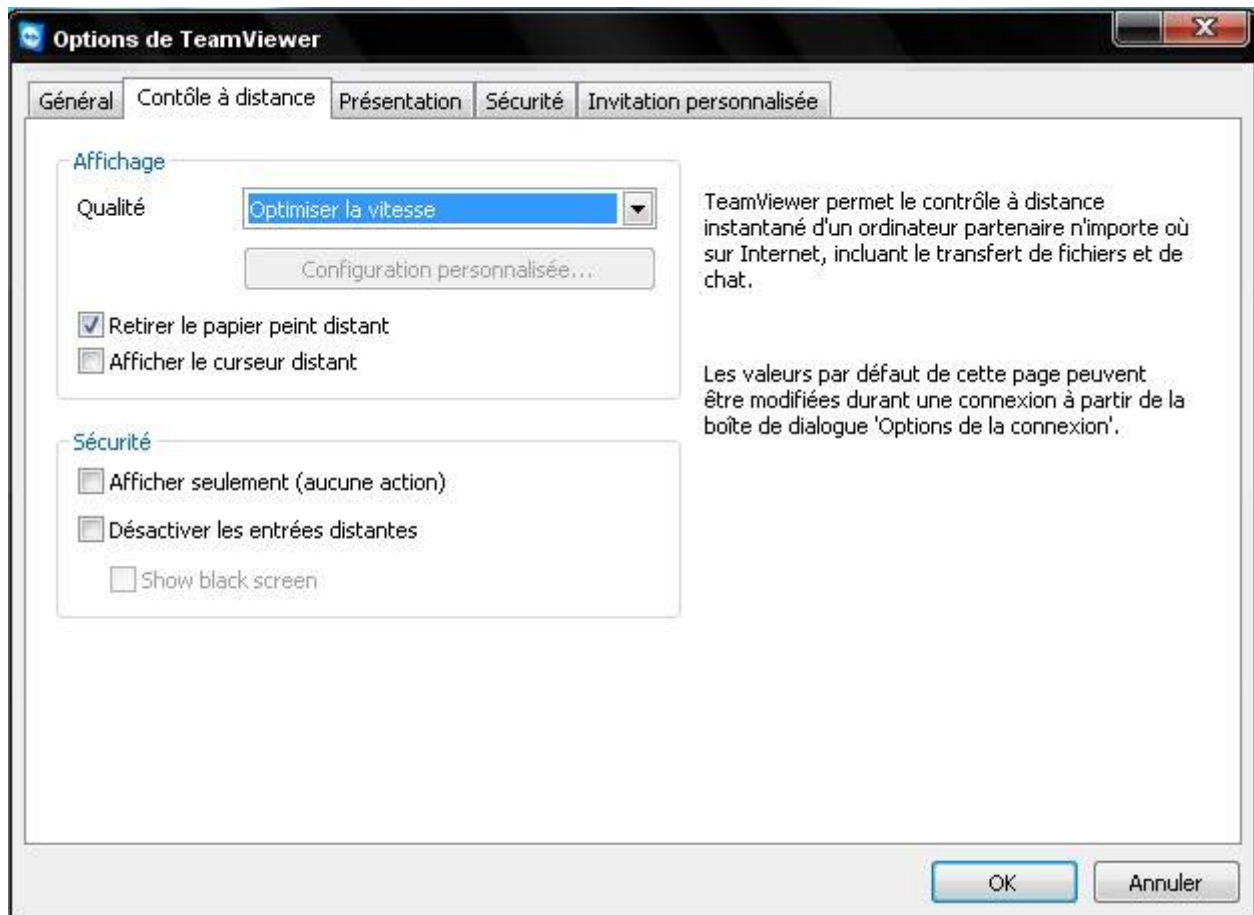 Options de TeamViewer
Général
Contôle à distance
Présentation
Sécurité
Invitation personnalisée
Affichage
Qualité
Optimiser la vitesse
Configuration personnalisée...
Retirer le papier peint distant
Afficher le curseur distant
Sécurité
Afficher seulement (aucune action)
Désactiver les entrées distantes
Show black screen
TeamViewer permet le contrôle à distance
instantané d'un ordinateur partenaire n'importe où
sur Internet, incluant le transfert de fichiers et de
chat.
Les valeurs par défaut de cette page peuvent
être modifiées durant une connexion à partir de la
boîte de dialogue 'Options de la connexion'.
OK
Annuler